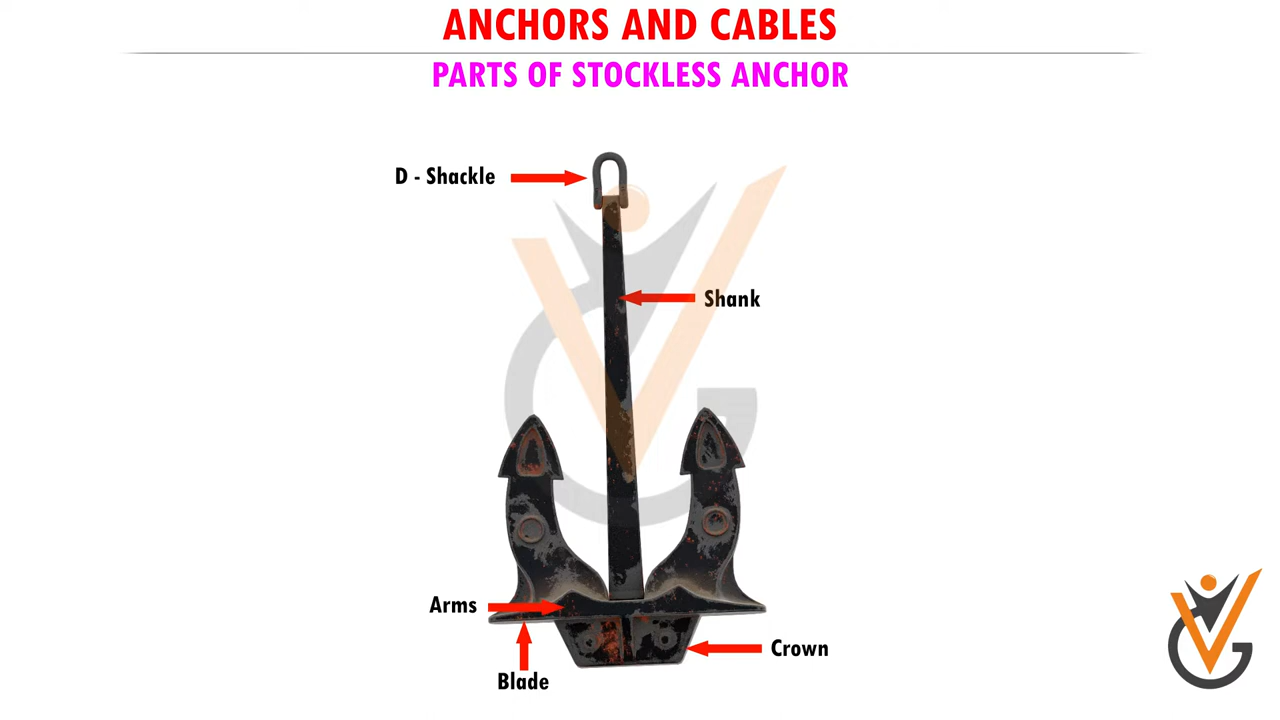 ANCHORS AND CABLES
PARTS OF STOCKLESS ANCHOR
D - Shackle
Shank
Arms
Crown
Blade